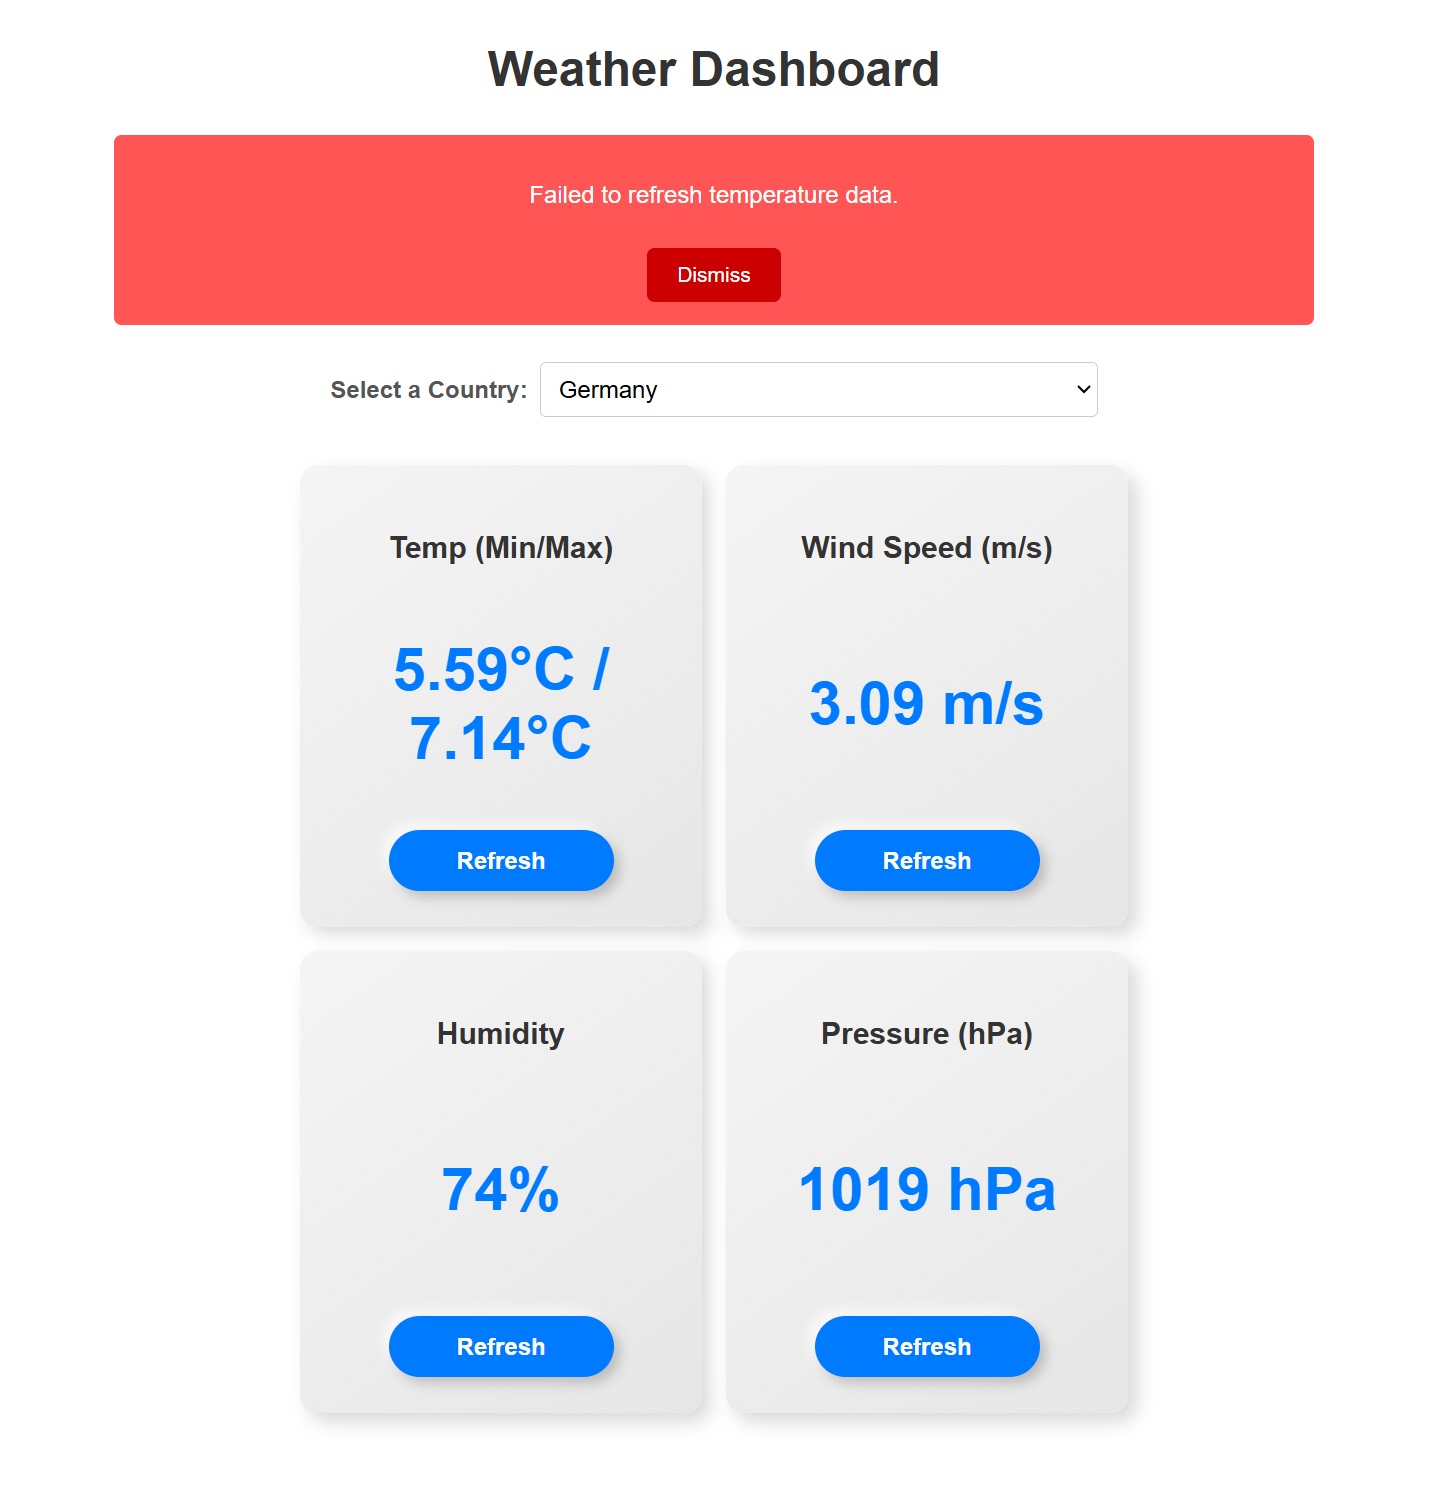 Weather Dashboard
Failed to refresh temperature data.
Dismiss
Select a Country: Germany
Temp (Min/Max)
5.59°C /
7.14°C
Refresh
Wind Speed (m/s)
3.09 m/s
Refresh
Humidity
74%
Refresh
Pressure (hPa)
1019 hPa
Refresh